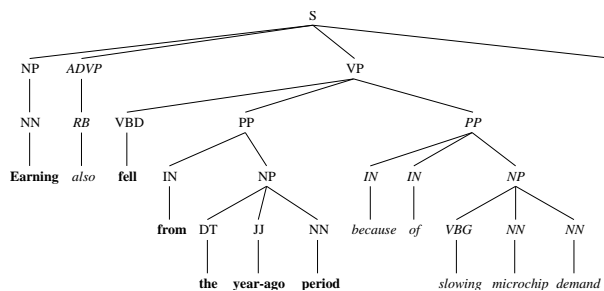 S
NP ADVP VP
NN RB VBD PP PP
Earning also fell IN NP IN IN NP
from DT JJ NN because of VBG NN NN
the year-ago period slowing microchip demand